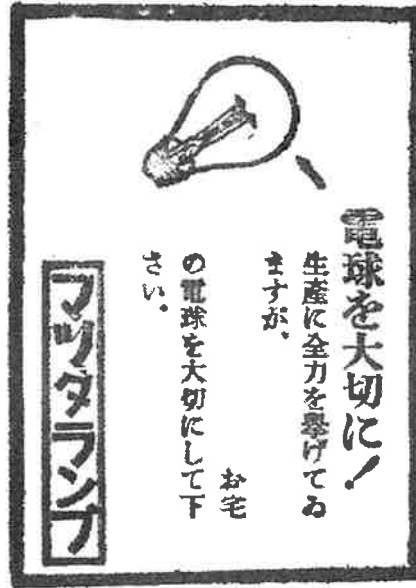 電球を大切に！
生産に全力を挙げてゐ
ますが、
お宅
の電球を大切にして下
さい。
マツダランプ